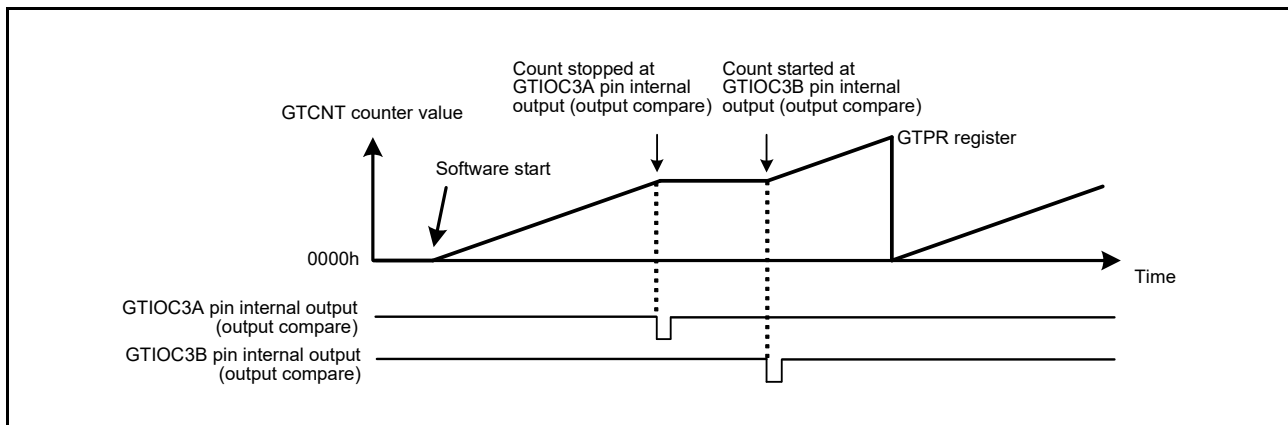 Count stopped at
GTIOC3A pin internal
output (output compare)
Count started at
GTIOC3B pin internal
output (output compare)
GTCNT counter value
GTPR register
Software start
0000h
Time
GTIOC3A pin internal output
(output compare)
GTIOC3B pin internal output
(output compare)